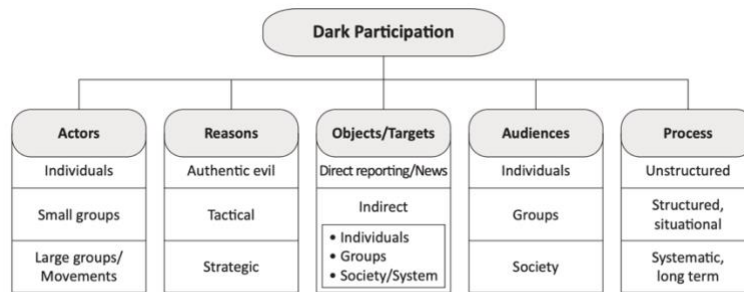 Dark Participation
Actors
Individuals
Small groups
Large groups/
Movements
Reasons
Authentic evil
Tactical
Strategic
Objects/Targets
Direct reporting/News
Indirect
• Individuals
• Groups
• Society/System
Audiences
Individuals
Groups
Society
Process
Unstructured
Structured,
situational
Systematic,
long term